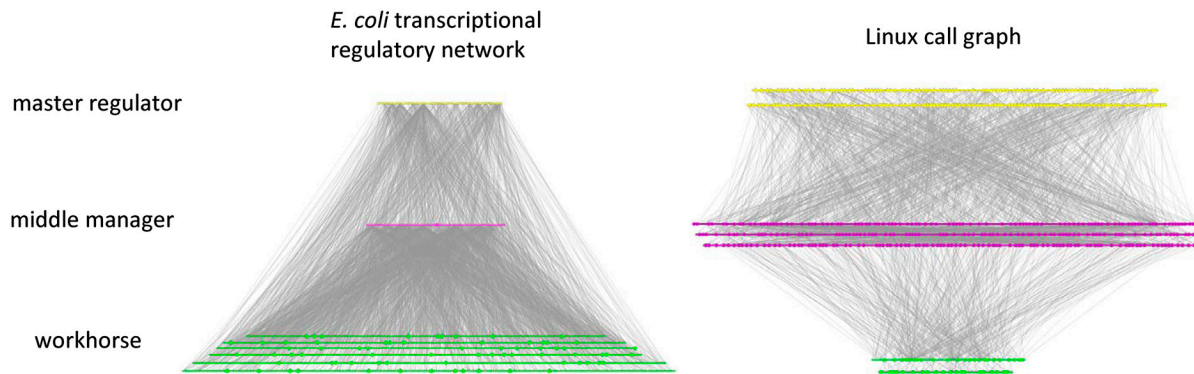 E. coli transcriptional
regulatory network
Linux call graph
master regulator
middle manager
workhorse